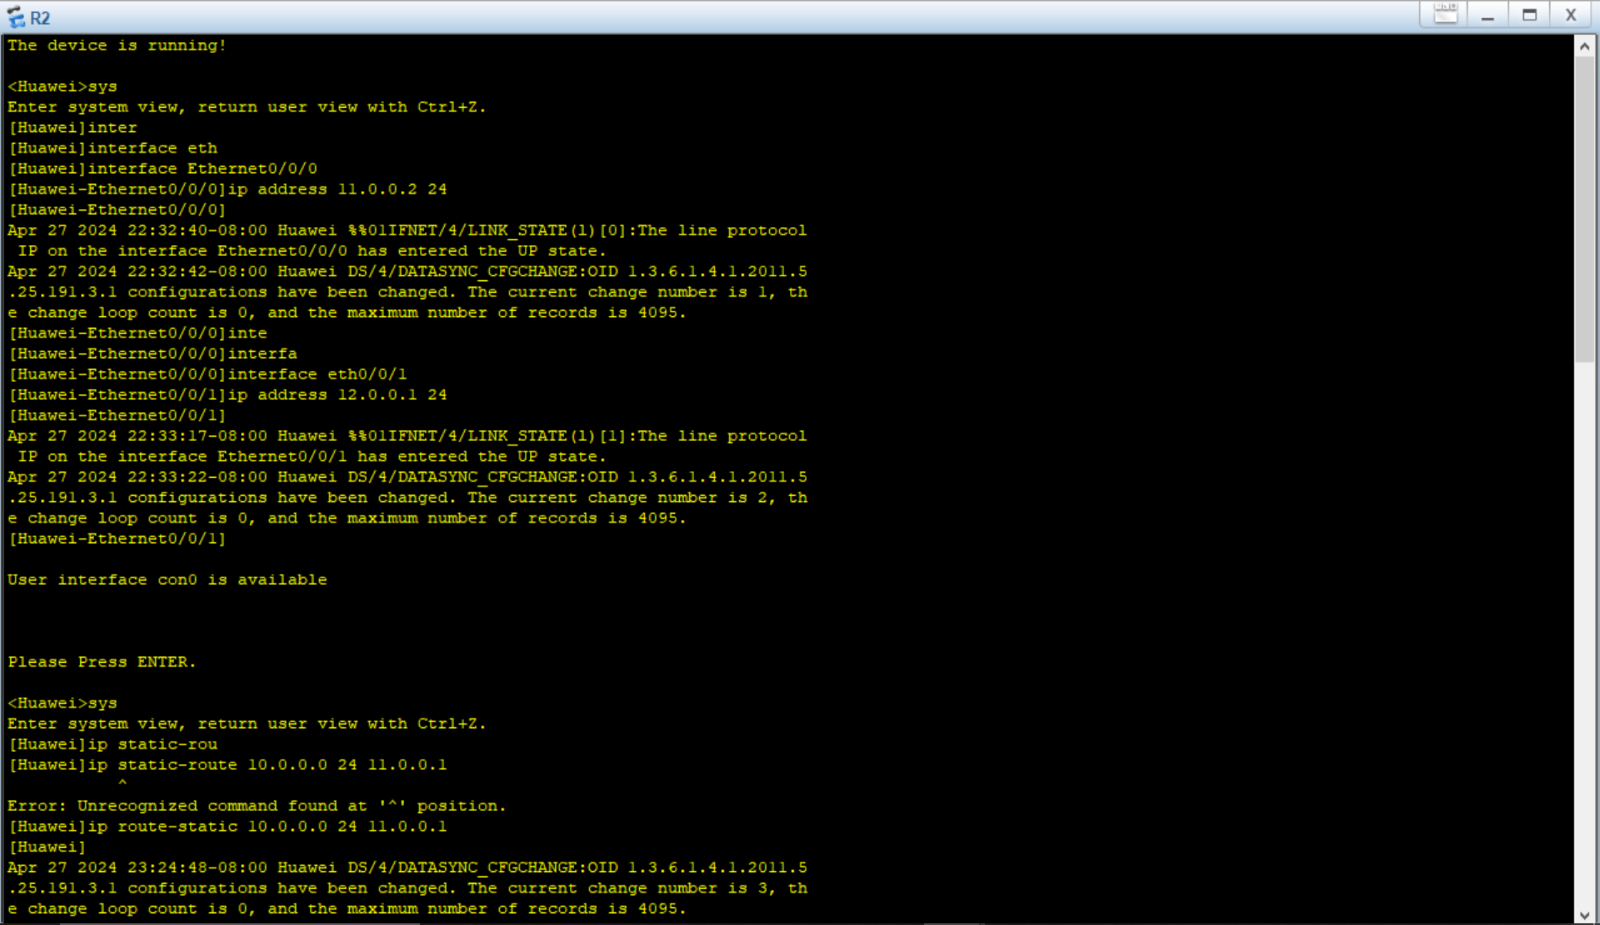 R2
The device is running!
<Huawei>sys
Enter system view, return user view with Ctrl+Z.
[Huawei]inter
[Huawei]interface eth
[Huawei]interface Ethernet0/0/0
[Huawei-Ethernet0/0/0]ip address 11.0.0.2 24
[Huawei-Ethernet0/0/0]
Apr 27 2024 22:32:40-08:00 Huawei %%01IFNET/4/LINK_STATE(l)[0]:The line protocol
IP on the interface Ethernet0/0/0 has entered the UP state.
Apr 27 2024 22:32:42-08:00 Huawei DS/4/DATASYNC_CFGCHANGE:OID 1.3.6.1.4.1.2011.5
.25.191.3.1 configurations have been changed. The current change number is 1, th
e change loop count is 0, and the maximum number of records is 4095.
[Huawei-Ethernet0/0/0]inte
[Huawei-Ethernet0/0/0]interfa
[Huawei-Ethernet0/0/0]interface eth0/0/1
[Huawei-Ethernet0/0/1]ip address 12.0.0.1 24
[Huawei-Ethernet0/0/1]
Apr 27 2024 22:33:17-08:00 Huawei %%01IFNET/4/LINK_STATE(l)[1]:The line protocol
IP on the interface Ethernet0/0/1 has entered the UP state.
Apr 27 2024 22:33:22-08:00 Huawei DS/4/DATASYNC_CFGCHANGE:OID 1.3.6.1.4.1.2011.5
.25.191.3.1 configurations have been changed. The current change number is 2, th
e change loop count is 0, and the maximum number of records is 4095.
[Huawei-Ethernet0/0/1]
User interface con0 is available
Please Press ENTER.
<Huawei>sys
Enter system view, return user view with Ctrl+Z.
[Huawei]ip static-rou
[Huawei]ip static-route 10.0.0.0 24 11.0.0.1
^
Error: Unrecognized command found at '^' position.
[Huawei]ip route-static 10.0.0.0 24 11.0.0.1
[Huawei]
Apr 27 2024 23:24:48-08:00 Huawei DS/4/DATASYNC_CFGCHANGE:OID 1.3.6.1.4.1.2011.5
.25.191.3.1 configurations have been changed. The current change number is 3, th
e change loop count is 0, and the maximum number of records is 4095.